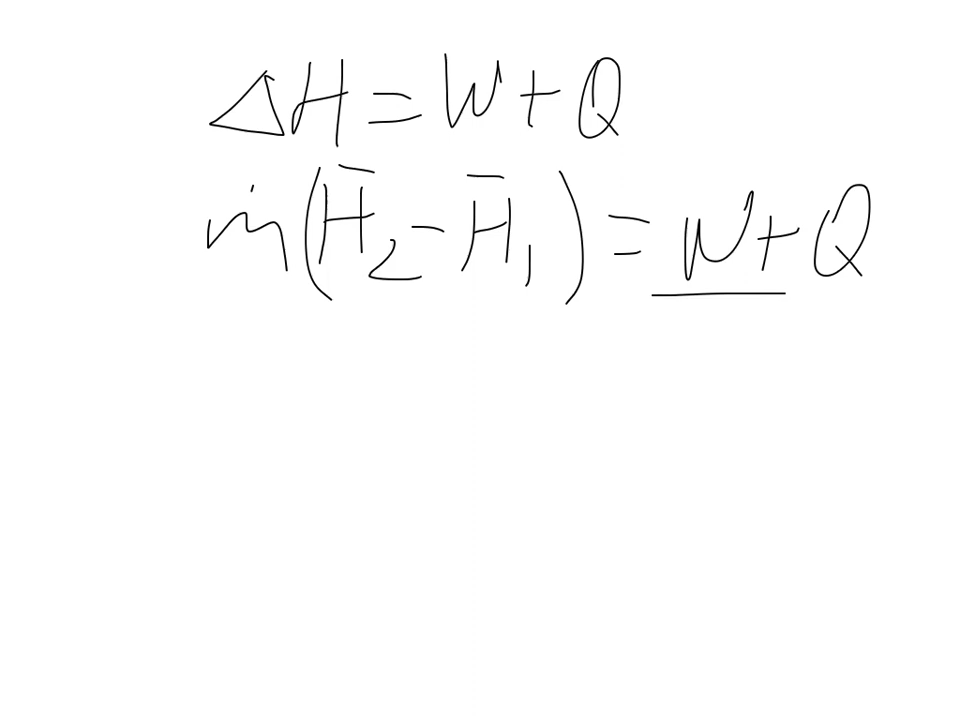 ΔH = W + Q
ṁ(H̄₂ - H̄₁) = W + Q